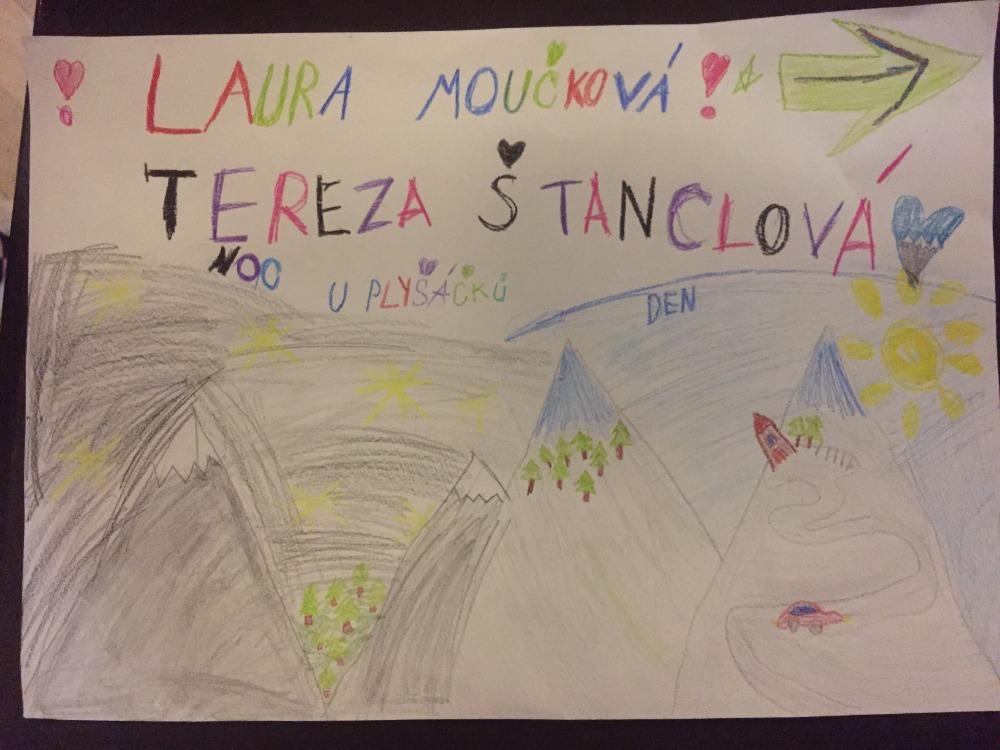 ! LAURA MOUČKOVÁ !
TEREZA ŠTANCLOVÁ
NOC
U PLYŠÁČKŮ
DEN